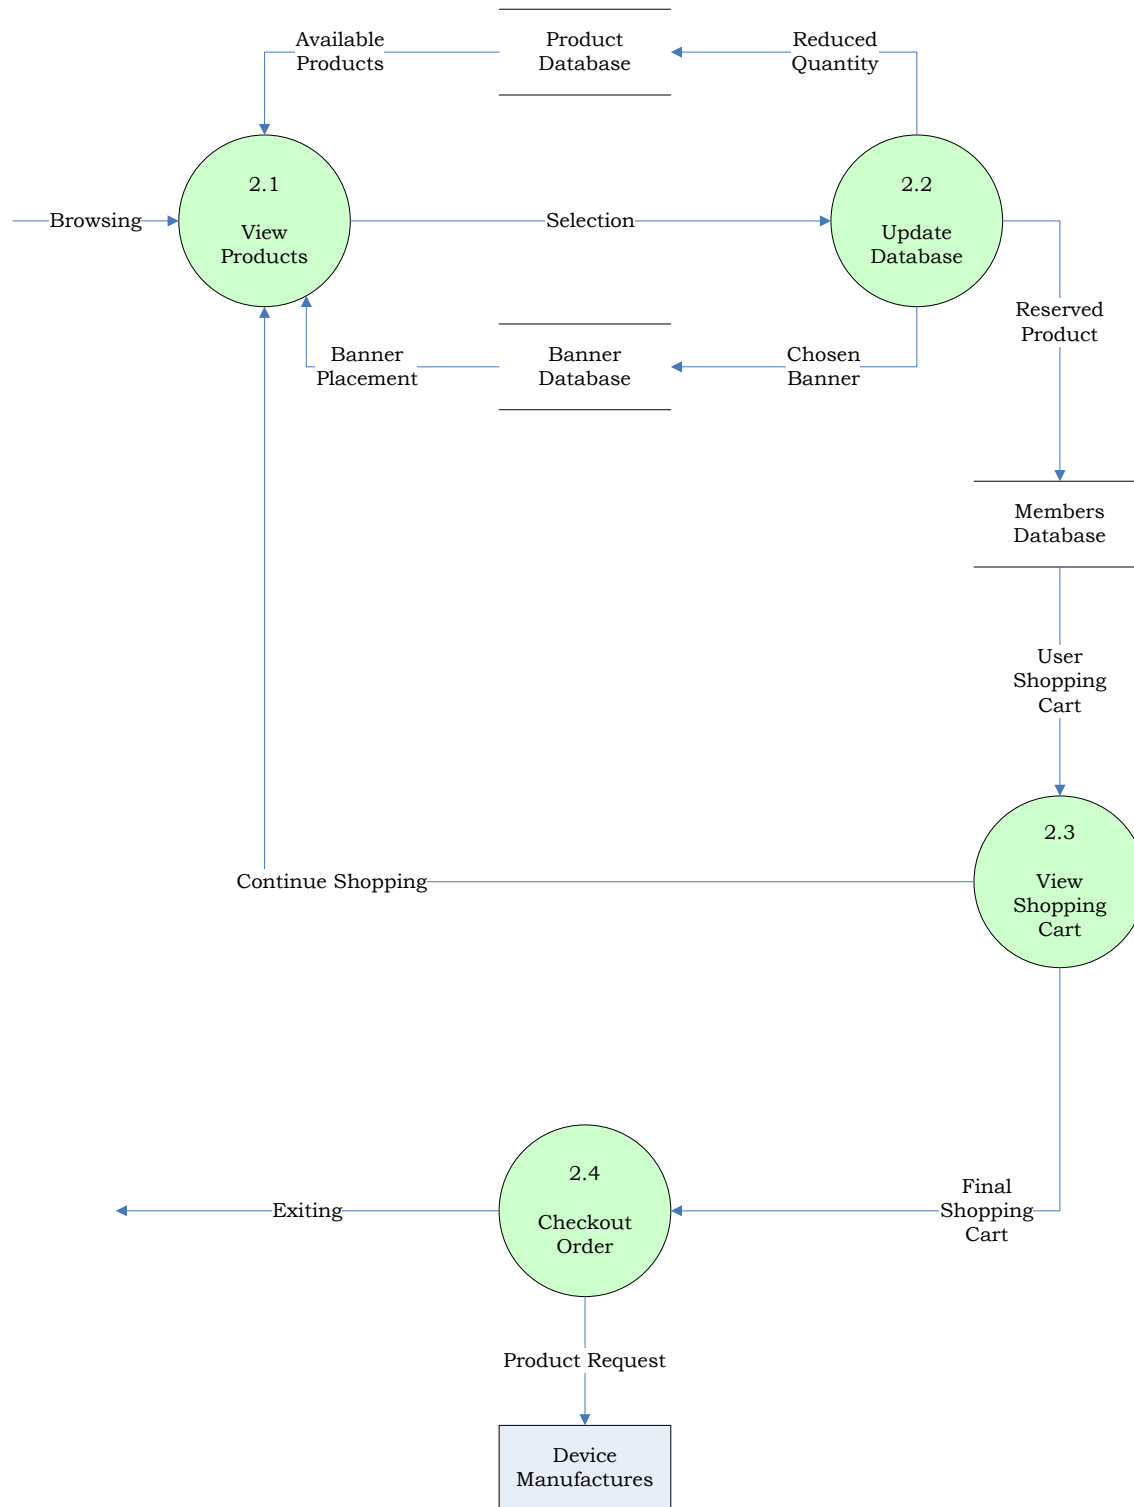 Available
Products
Product
Database
Reduced
Quantity
2.1
View
Products
Browsing
Selection
2.2
Update
Database
Reserved
Product
Banner
Placement
Banner
Database
Chosen
Banner
Members
Database
User
Shopping
Cart
2.3
View
Shopping
Cart
Continue Shopping
Final
Shopping
Cart
2.4
Checkout
Order
Exiting
Product Request
Device
Manufactures